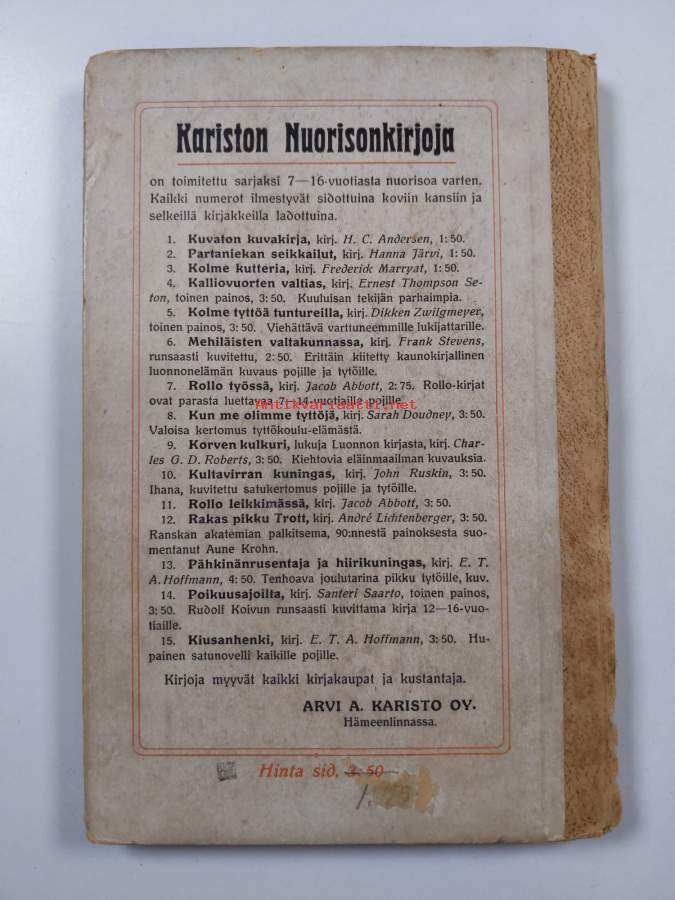 Kariston Nuorisonkirjoja
on toimitettu sarjaksi 7—16-vuotiasta nuorisoa varten.
Kaikki numerot ilmestyvät sidottuina koviin kansiin ja
selkeillä kirjakkeilla ladottuina.
1. Kuvaton kuvakirja, kirj. H. C. Andersen, 1:50.
2. Partaniekan seikkailut, kirj. Hanna Järvi, 1:50.
3. Kolme kutteria, kirj. Frederick Marryat, 1:50.
4. Kalliovuorten valtias, kirj. Ernest Thompson Se-
ton, toinen painos, 3:50. Kuuluisan tekijän parhaimpia.
5. Kolme tyttöä tuntureilla, kirj. Dikken Zwilgmeyer,
toinen painos, 3:50. Viehättävä varttuneemmille lukijattarille.
6. Mehiläisten valtakunnassa, kirj. Frank Stevens,
runsaasti kuvitettu, 2:50. Erittäin kiitetty kaunokirjallinen
luonnonelämän kuvaus pojille ja tytöille.
7. Rollo työssä, kirj. Jacob Abbott, 2:75. Rollo-kirjat
ovat parasta luettavaa 7—14-vuotiaille pojille.
Antikvariaatti.net
8. Kun me olimme tyttöjä, kirj. Sarah Doudney, 3:50.
Valoisa kertomus tyttökoulu-elämästä.
9. Korven kulkuri, lukuja Luonnon kirjasta, kirj. Char-
les G. D. Roberts, 3:50. Kiehtovia eläinmaailman kuvauksia.
10. Kultavirran kuningas, kirj. John Ruskin, 3:50.
Ihana, kuvitettu satukertomus pojille ja tytöille.
11. Rollo leikkimässä, kirj. Jacob Abbott, 3:50.
12. Rakas pikku Trott, kirj. André Lichtenberger, 3:50.
Ranskan akatemian palkitsema, 90:nnestä painoksesta suo-
mentanut Aune Krohn.
13. Pähkinänrusentaja ja hiirikuningas, kirj. E. T.
A. Hoffmann, 4:50. Tenhoava joulutarina pikku tytöille, kuv.
14. Poikuusajoilta, kirj. Santeri Saarto, toinen painos,
3:50. Rudolf Koivun runsaasti kuvittama kirja 12—16-vuo-
tiaille.
15. Kiusanhenki, kirj. E. T. A. Hoffmann, 3:50. Hu-
painen satunovelli kaikille pojille.
Kirjoja myyvät kaikki kirjakaupat ja kustantaja.
ARVI A. KARISTO OY.
Hämeenlinnassa.
Hinta sid. 3:50